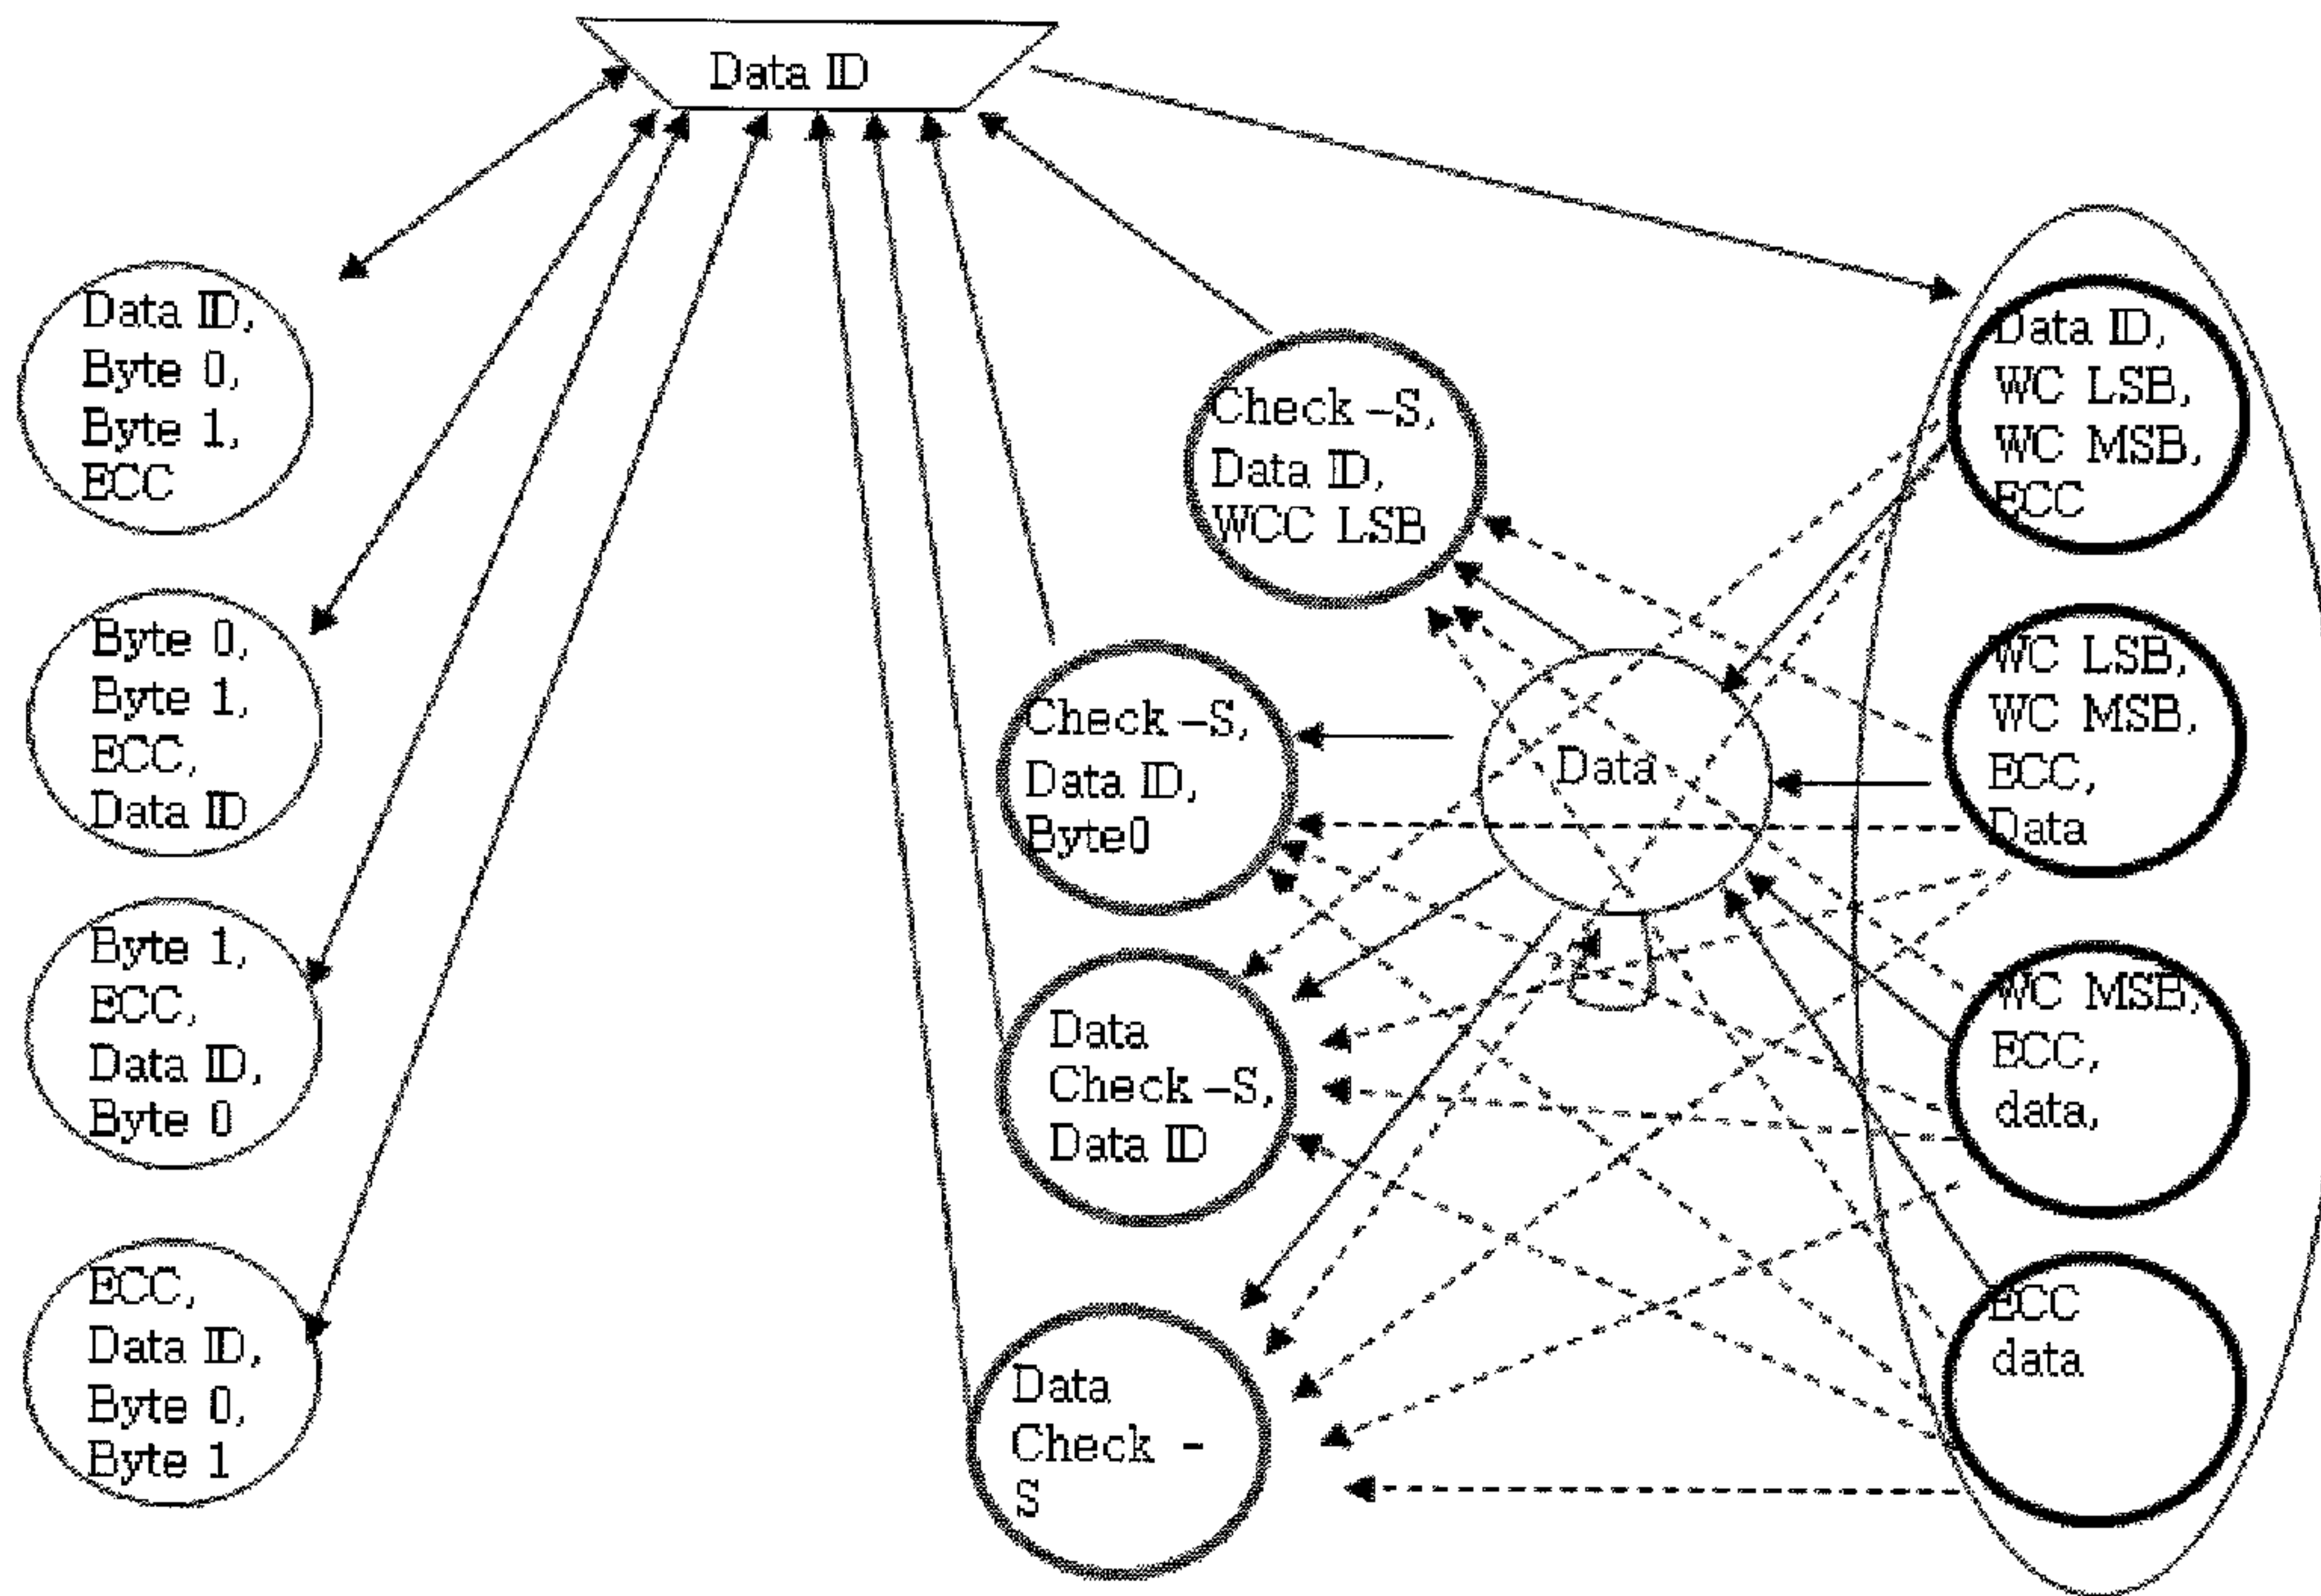 Data ID
Data ID,
Byte 0,
Byte 1,
ECC
Byte 0,
Byte 1,
ECC,
Data ID
Byte 1,
ECC,
Data ID,
Byte 0
ECC,
Data ID,
Byte 0,
Byte 1
Check -S,
Data ID,
WCC LSB
Check -S,
Data ID,
Byte0
Data
Check -S,
Data ID
Data
Check -
S
Data
Data ID,
WC LSB,
WC MSB,
ECC
WC LSB,
WC MSB,
ECC,
Data
WC MSB,
ECC,
data,
ECC
data